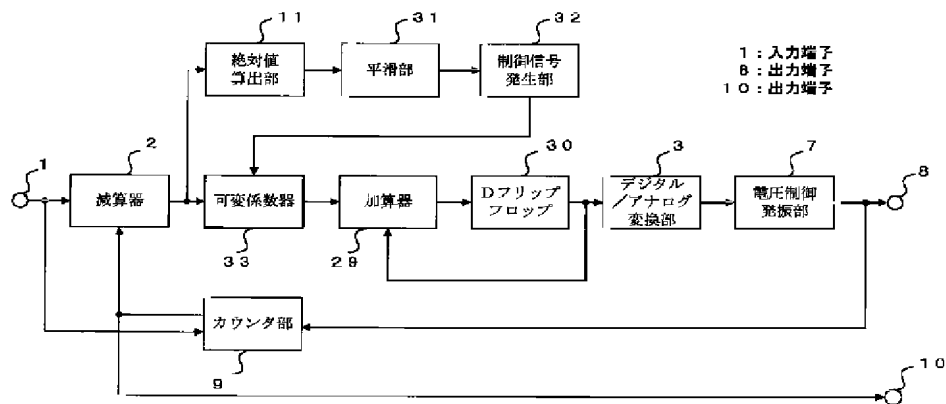 11
31
32
絶対値
算出部
平滑部
制御信号
発生部
1：入力端子
8：出力端子
10：出力端子
1
2
30
3
7
8
減算器
可変係数器
加算器
Dフリップ
フロップ
デジタル
／アナログ
変換部
電圧制御
発振部
33
29
カウンタ部
9
10